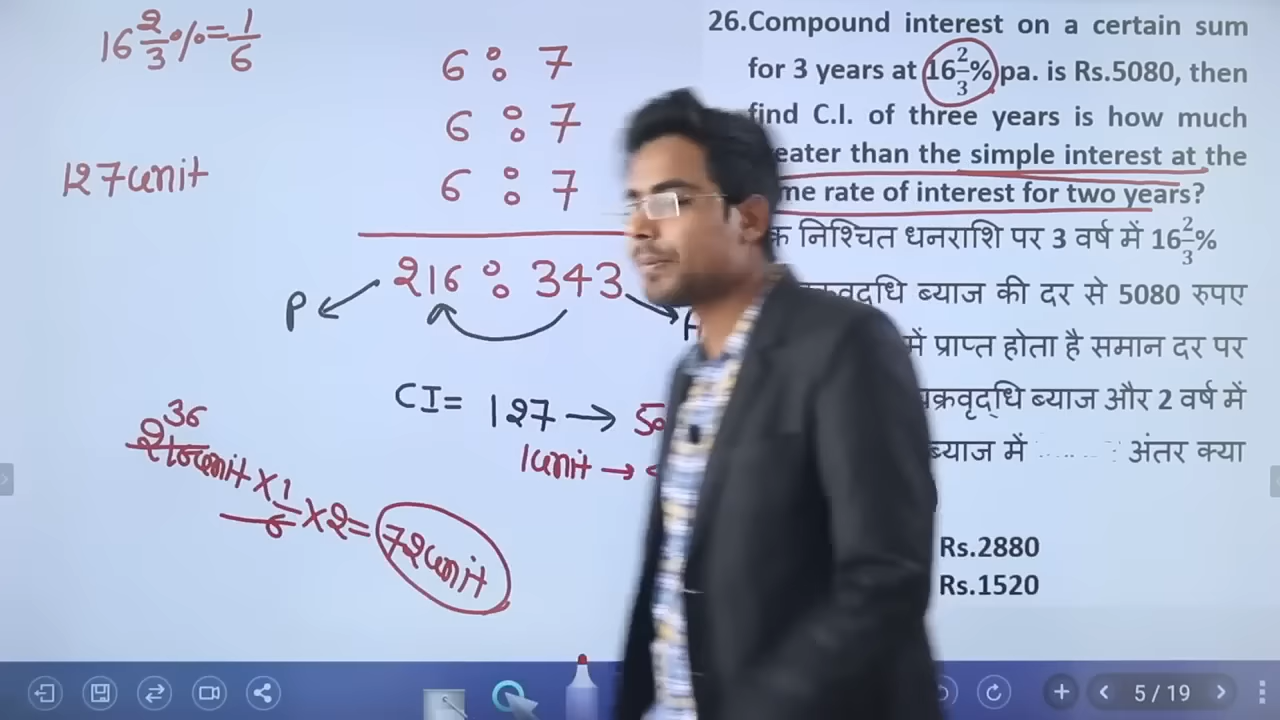 16 2/3 % = 1/6
6 : 7
6 : 7
6 : 7
127 unit
216 : 343
P
CI = 127 →
1 unit →
36
216 unit × 1/6 × 2 = 72 unit
26.Compound interest on a certain sum
for 3 years at 16 2/3 % pa. is Rs.5080, then
find C.I. of three years is how much
than the simple interest at the
of interest for two years?
निश्चित धनराशि पर 3 वर्ष में 16 2/3 %
ब्याज की दर से 5080 रुपए
में प्राप्त होता है समान दर पर
ब्याज और 2 वर्ष में
में अंतर क्या
Rs.2880
Rs.1520
5 / 19